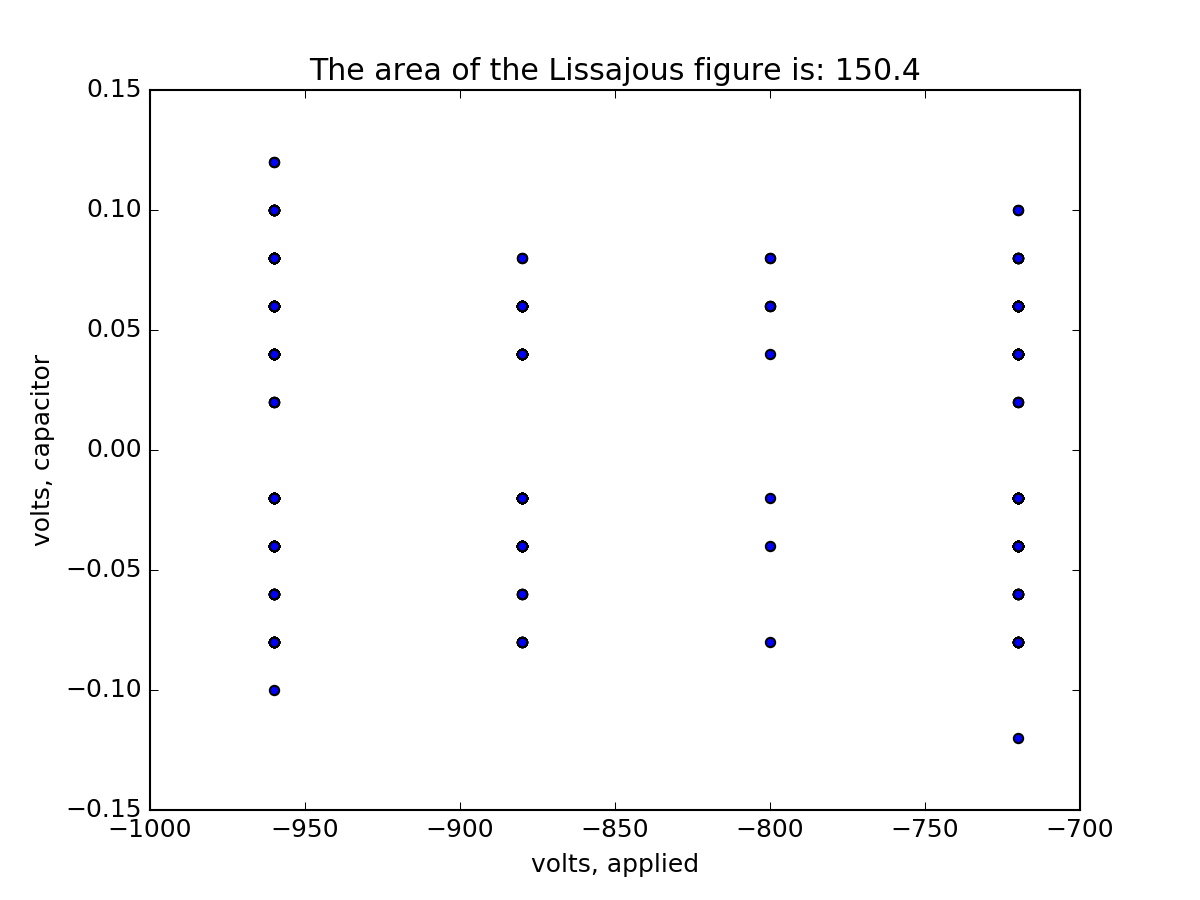 The area of the Lissajous figure is: 150.4
0.15
0.10
0.05
0.00
−0.05
−0.10
−0.15
volts, capacitor
−1000 −950 −900 −850 −800 −750 −700
volts, applied